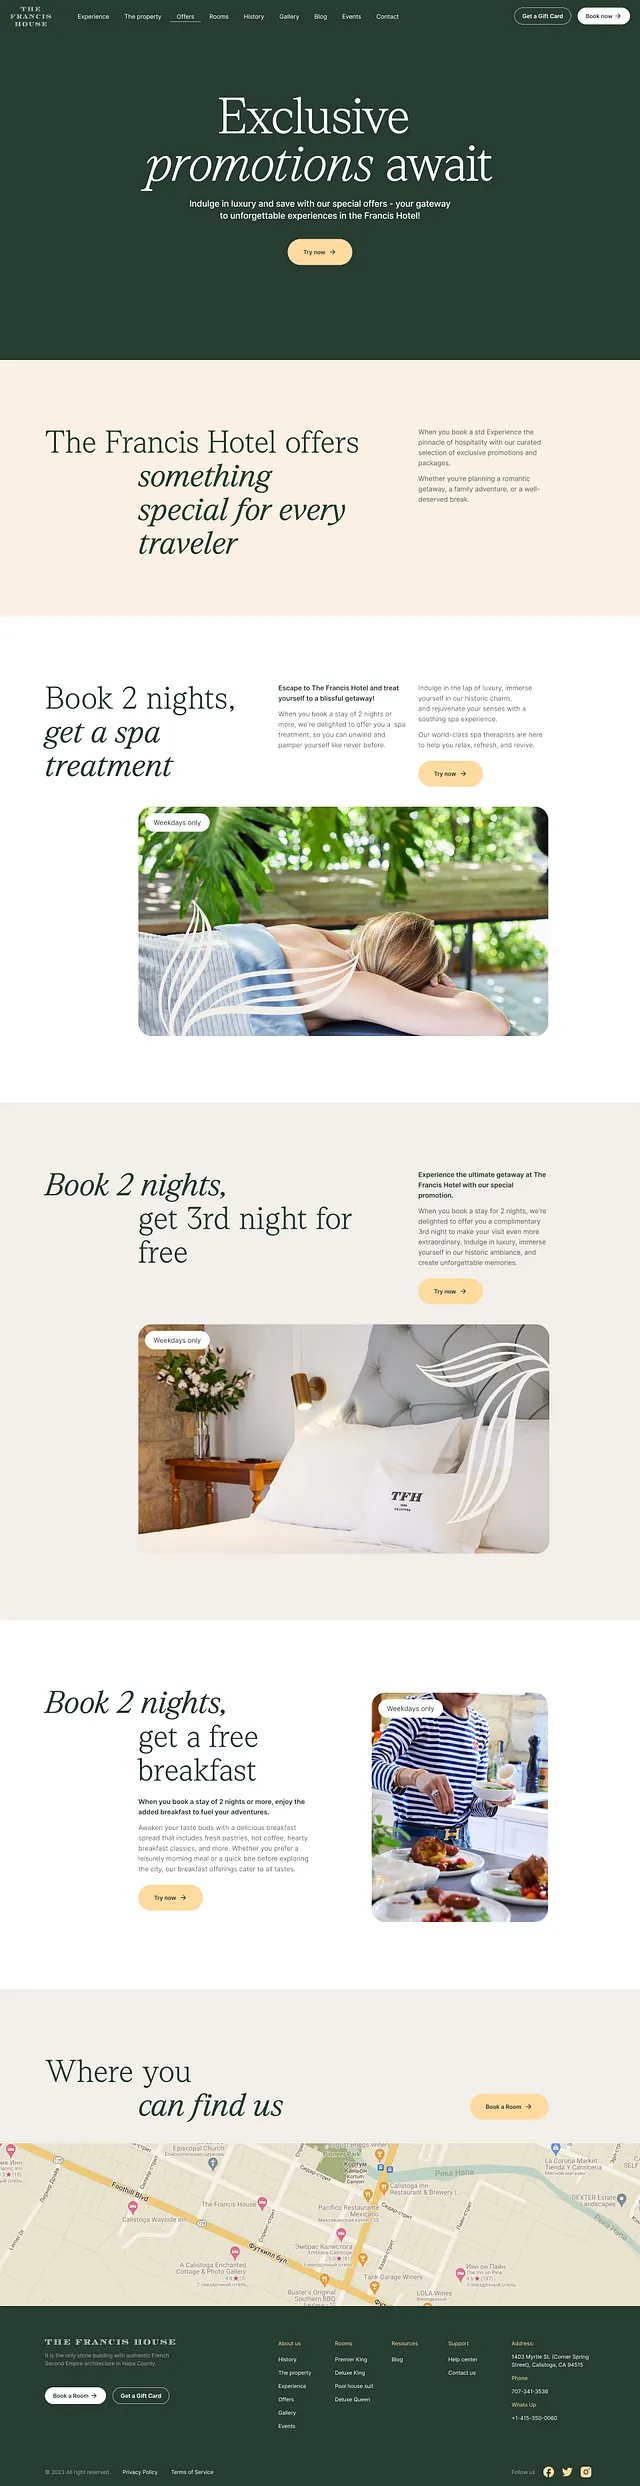 THE
FRANCIS
HOUSE
Experience
The property
Offers
Rooms
History
Gallery
Blog
Events
Contact
Get a Gift Card
Book now
Exclusive
promotions await
Indulge in luxury and save with our special offers - your gateway
to unforgettable experiences in the Francis Hotel!
Try now
The Francis Hotel offers
something
special for every
traveler
When you book a std Experience the
pinnacle of hospitality with our curated
selection of exclusive promotions and
packages.
Whether you're planning a romantic
getaway, a family adventure, or a well-
deserved break.
Book 2 nights,
get a spa
treatment
Escape to The Francis Hotel and treat
yourself to a blissful getaway!
When you book a stay of 2 nights or
more, we're delighted to offer you a spa
treatment, so you can unwind and
pamper yourself like never before.
Indulge in the lap of luxury, immerse
yourself in our historic charm,
and rejuvenate your senses with a
soothing spa experience.
Our world-class spa therapists are here
to help you relax, refresh, and revive.
Try now
Weekdays only
Book 2 nights,
get 3rd night for
free
Experience the ultimate getaway at The
Francis Hotel with our special
promotion.
When you book a stay for 2 nights, we're
delighted to offer you a complimentary
3rd night to make your visit even more
extraordinary. Indulge in luxury, immerse
yourself in our historic ambiance, and
create unforgettable memories.
Try now
Weekdays only
TFH
Book 2 nights,
get a free
breakfast
When you book a stay of 2 nights or more, enjoy the
added breakfast to fuel your adventures.
Awaken your taste buds with a delicious breakfast
spread that includes fresh pastries, hot coffee, hearty
breakfast classics, and more. Whether you prefer a
leisurely morning meal or a quick bite before exploring
the city, our breakfast offerings cater to all tastes.
Try now
Weekdays only
Where you
can find us
Book a Room
Episcopal Church
Pioneer Park
La Corona Market:
Tienda Y Carniceria
Река Напа
Foothill Blvd
The Francis House
Calistoga Wayside Inn
Calistoga Inn
Restaurant & Brewery
DEXTER Estate
Landscapes
Pacifico Restaurante
Mexicano
Эмбрас Калистога
Embrace Calistoga
Футхилл бул
A Calistoga Enchanted
Cottage & Photo Gallery
2-звездочный отель
Tank Garage Winery
Инн он Пайн
The Inn on Pine
Buster's Original
Southern BBQ
LOLA Wines
THE FRANCIS HOUSE
It is the only stone building with authentic French
Second Empire architecture in Napa County.
Book a Room
Get a Gift Card
About us
History
The property
Experience
Offers
Gallery
Events
Rooms
Premier King
Deluxe King
Pool house suit
Deluxe Queen
Resources
Blog
Support
Help center
Contact us
Address:
1403 Myrtle St. (Corner Spring
Street), Calistoga, CA 94515
Phone
707-341-3536
Whats Up
+1-415-350-0060
© 2023 All right reserved
Privacy Policy
Terms of Service
Follow us